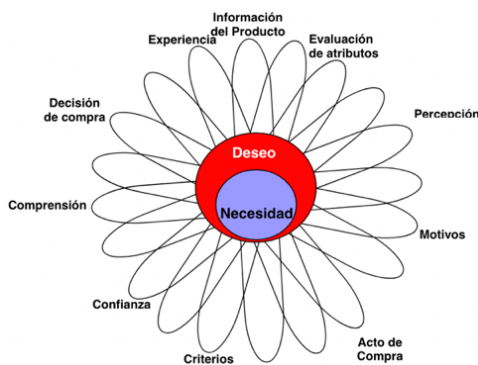 Información
del Producto
Experiencia
Evaluación
de atributos
Decisión
de compra
Percepción
Deseo
Comprensión
Necesidad
Motivos
Confianza
Acto de
Compra
Criterios